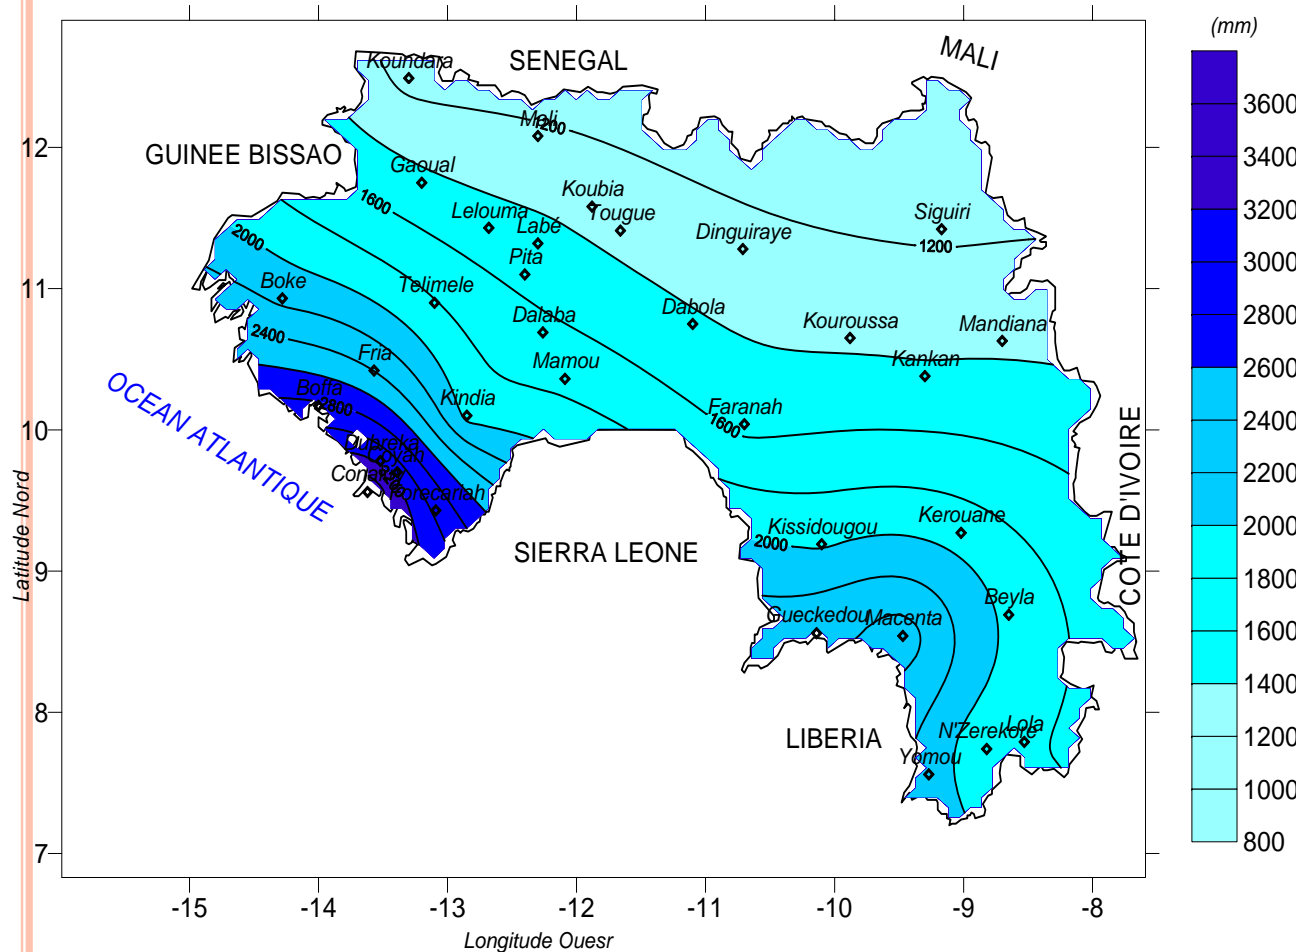 (mm)
MALI
SENEGAL
Koundara
3600
Mali
1200
12
GUINEE BISSAO
3400
Gaoual
Koubia
1600
Lelouma
Tougue
Siguiri
3200
Labé
Dinguiraye
2000
1200
Pita
3000
11
Boke
Telimele
Dabola
2800
Dalaba
Kouroussa
Mandiana
2400
Fria
Mamou
Kankan
2600
OCEAN ATLANTIQUE
Boffa
2800
Kindia
Faranah
2400
10
1600
COTE D'IVOIRE
Dubreka
Coyah
2200
Forecariah
Kissidougou
Kerouane
2000
Latitude Nord
SIERRA LEONE
2000
9
1800
Beyla
Gueckedou
Macenta
1600
1400
8
LIBERIA
N'Zerekore
Lola
1200
Yomou
1000
7
800
-15
-14
-13
-12
-11
-10
-9
-8
Longitude Ouesr